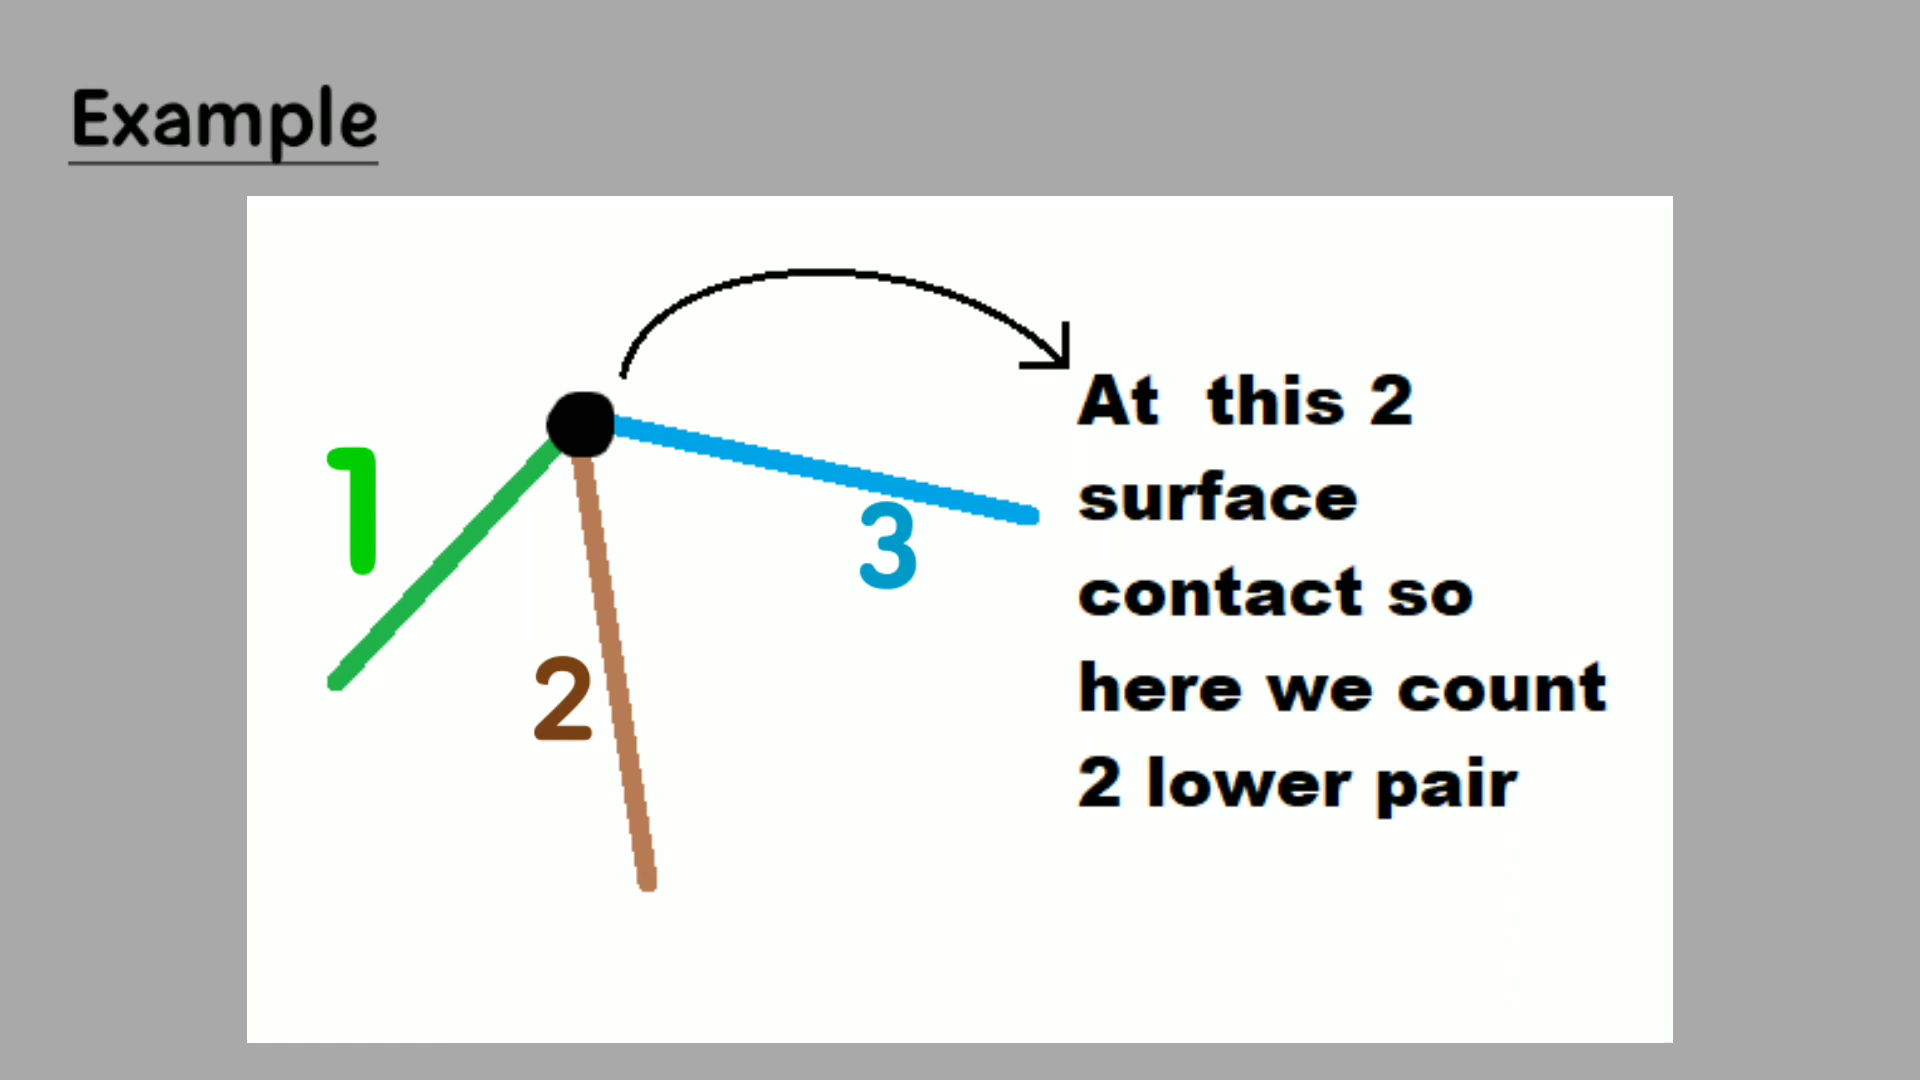 Example
1
2
3
At this 2
surface
contact so
here we count
2 lower pair